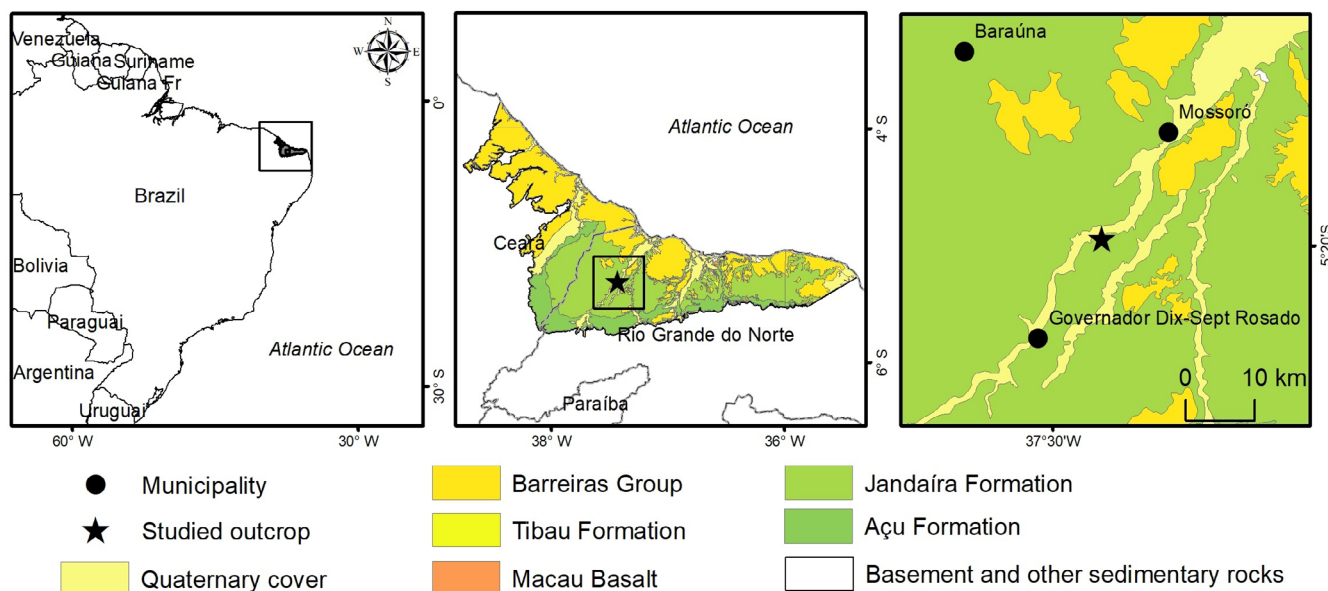 Venezuela
Guiana
Suriname
Guiana Fr
Brazil
Bolivia
Paraguai
Argentina
Uruguai
Atlantic Ocean
N
W
E
S
0°
30° S
60° W
30° W
Atlantic Ocean
Ceará
Rio Grande do Norte
Paraíba
4° S
6° S
38° W
36° W
Baraúna
Mossoró
Governador Dix-Sept Rosado
0 10 km
5°20'S
37°30'W
Municipality
Studied outcrop
Quaternary cover
Barreiras Group
Tibau Formation
Macau Basalt
Jandaíra Formation
Açu Formation
Basement and other sedimentary rocks